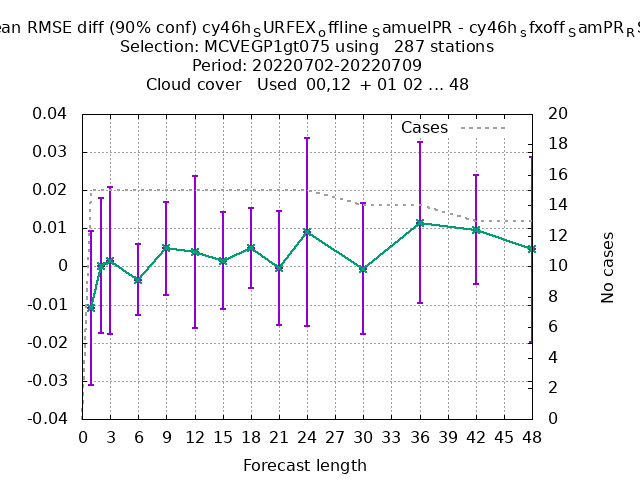 ean RMSE diff (90% conf) cy46h_SURFEX_offline_SamuelPR - cy46h_sfxoff_SamPR_RS
Selection: MCVEGP1gt075 using 287 stations
Period: 20220702-20220709
Cloud cover Used 00,12 + 01 02 ... 48
Cases
0.04
0.03
0.02
0.01
0
-0.01
-0.02
-0.03
-0.04
20
18
16
14
12
10
8
6
4
2
0
No cases
0 3 6 9 12 15 18 21 24 27 30 33 36 39 42 45 48
Forecast length